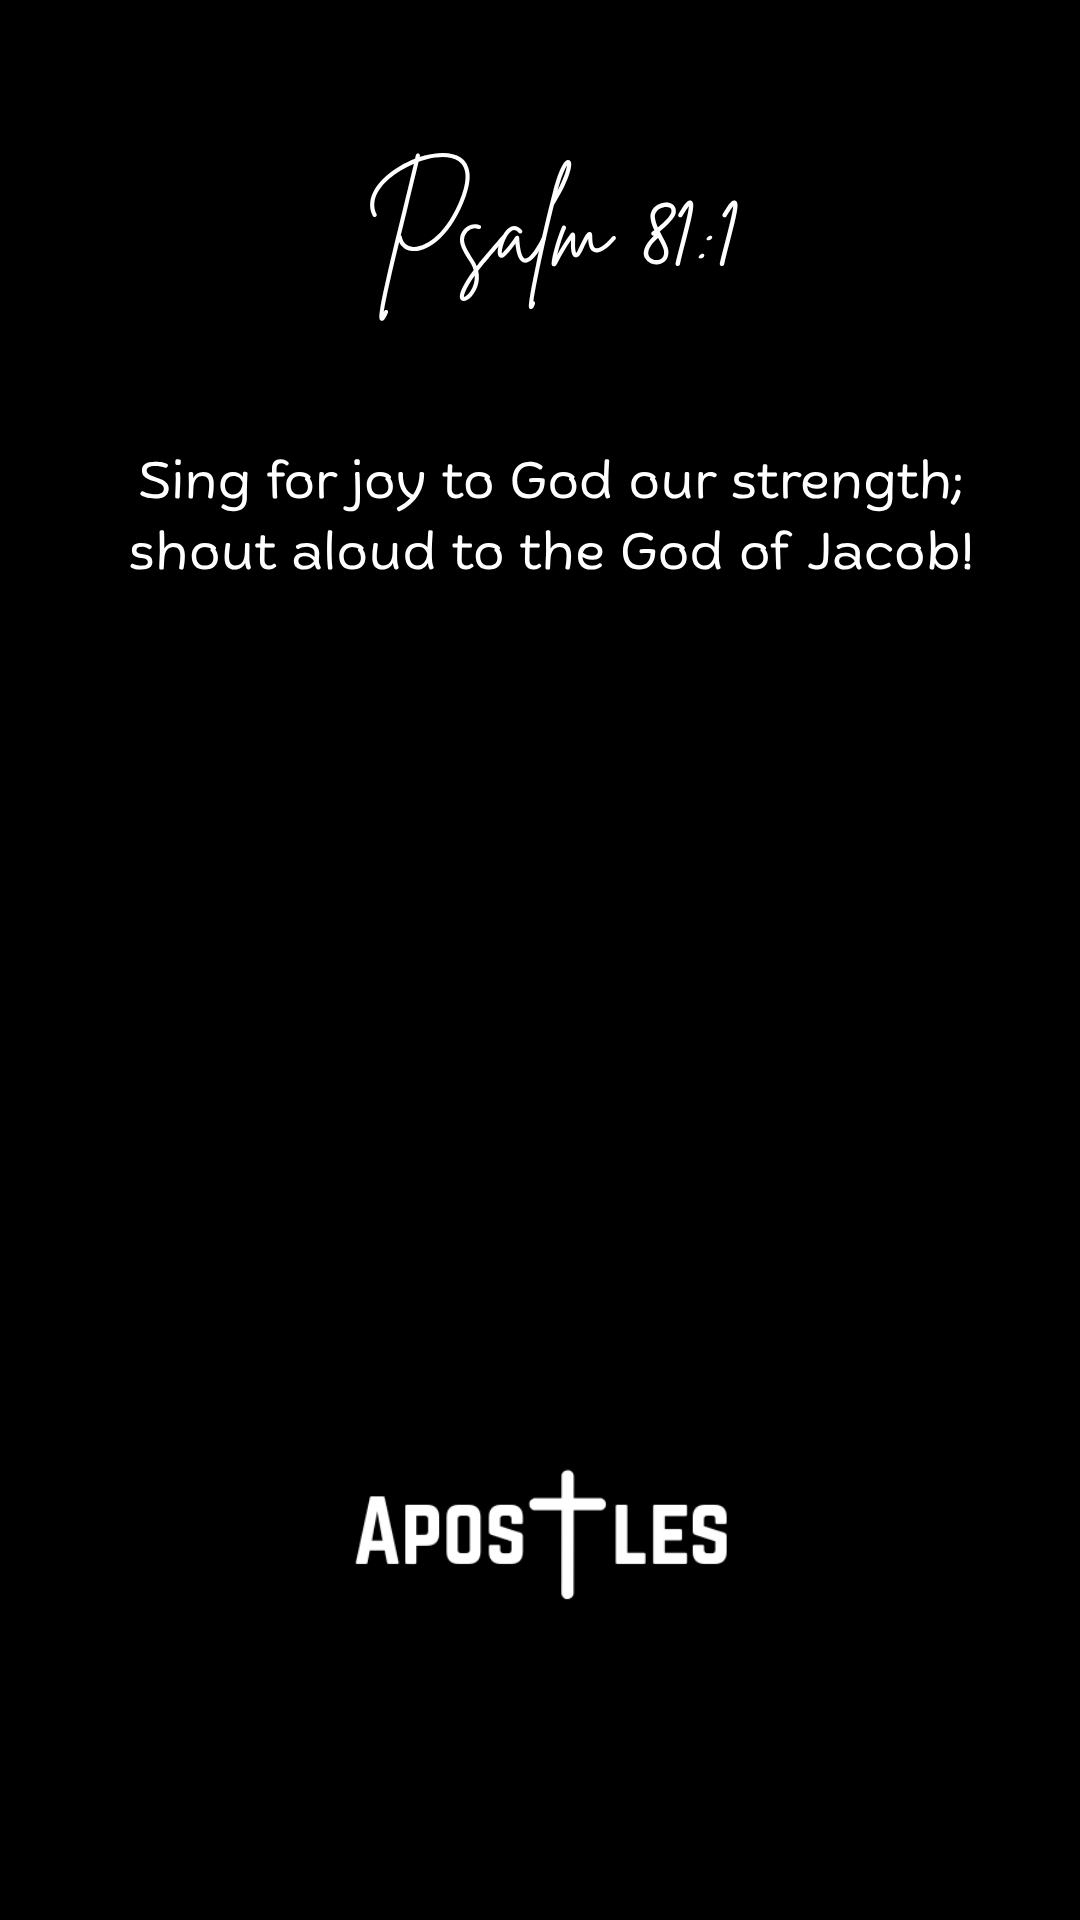 Psalm 81:1
Sing for joy to God our strength;
shout aloud to the God of Jacob!
APOSTLES